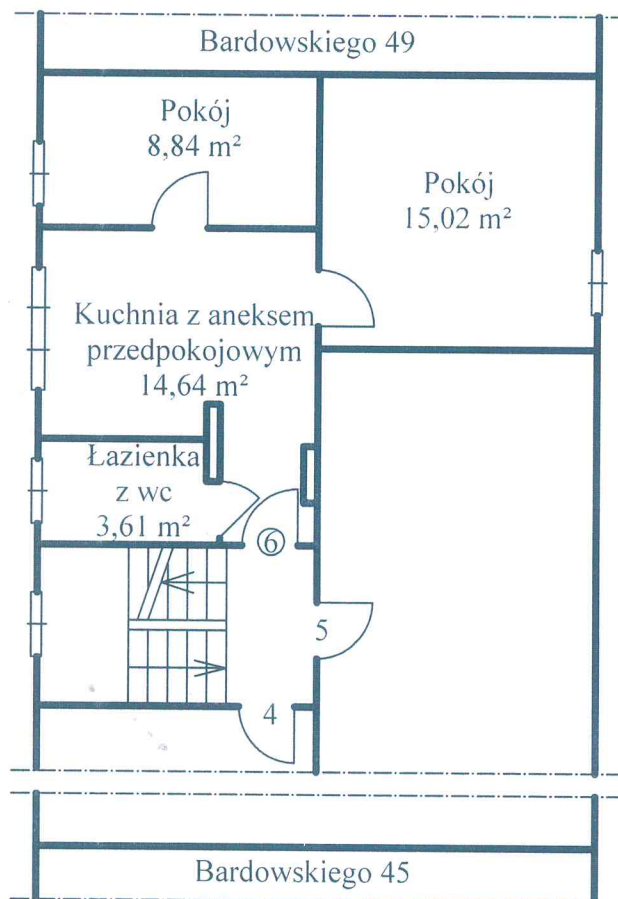 Bardowskiego 49
Pokój
8,84 m²
Pokój
15,02 m²
Kuchnia z aneksem
przedpokojowym
14,64 m²
Łazienka
z wc
3,61 m²
6
5
4
Bardowskiego 45